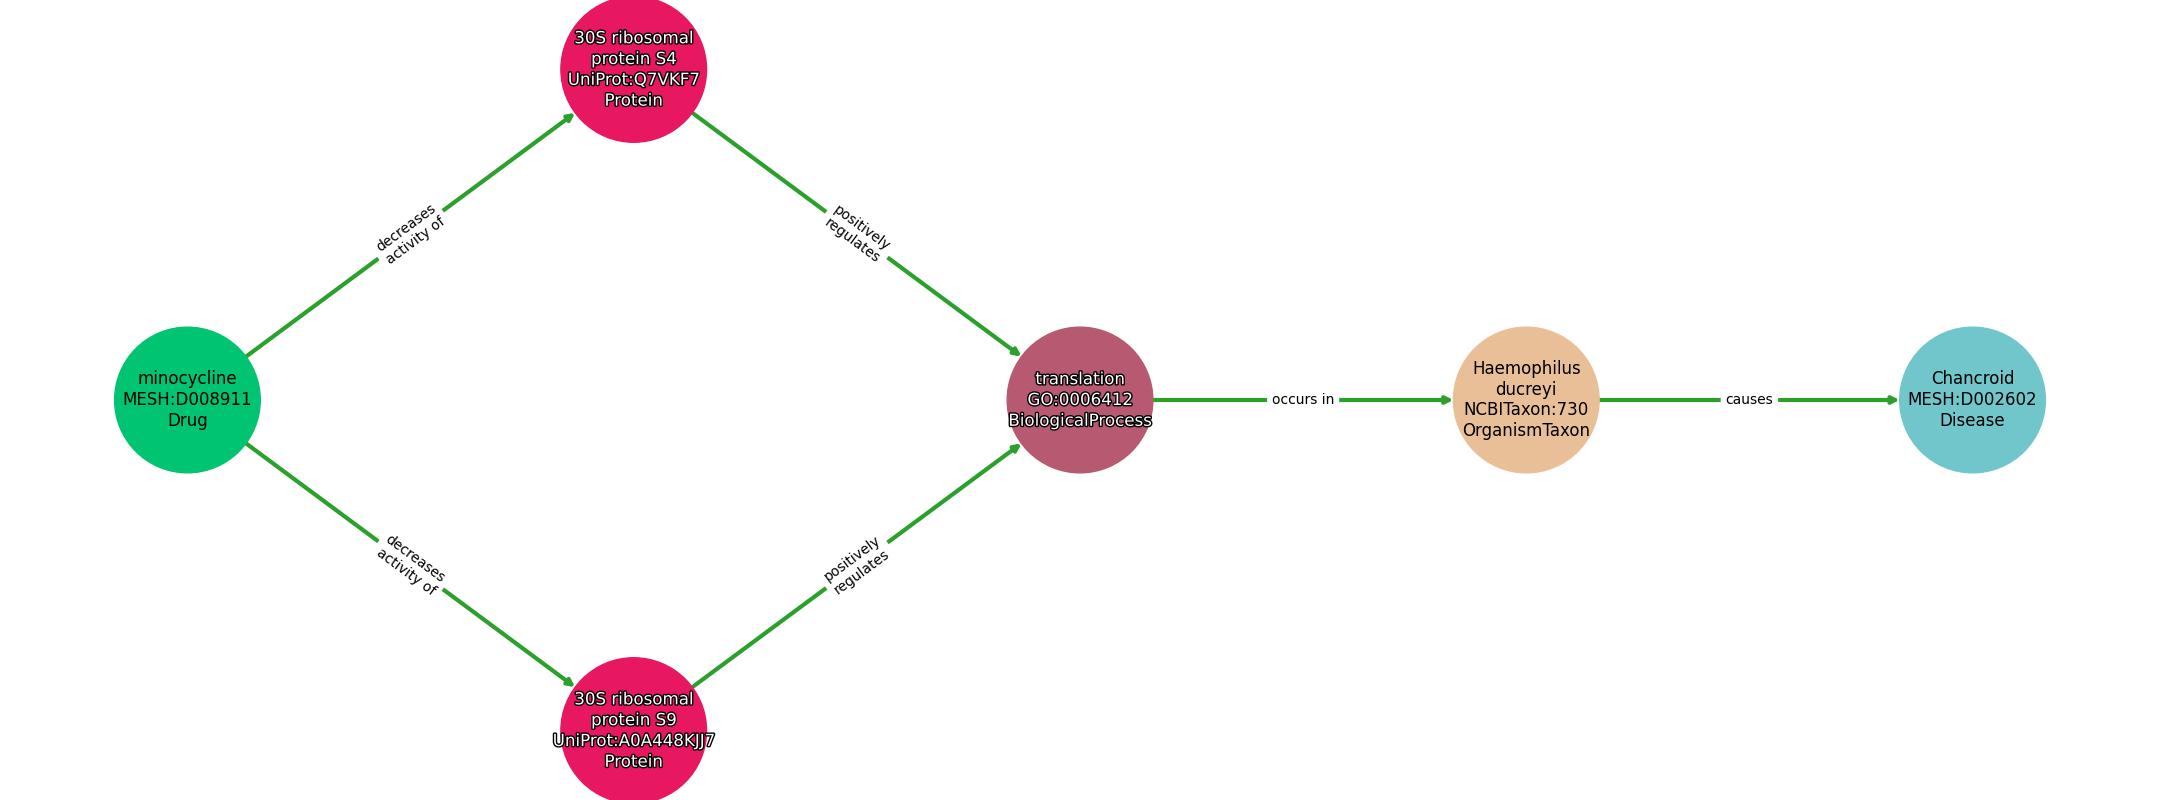 30S ribosomal
protein S4
UniProt:Q7VKF7
Protein
decreases
activity of
positively
regulates
minocycline
MESH:D008911
Drug
translation
GO:0006412
BiologicalProcess
occurs in
Haemophilus
ducreyi
NCBITaxon:730
OrganismTaxon
causes
Chancroid
MESH:D002602
Disease
decreases
activity of
positively
regulates
30S ribosomal
protein S9
UniProt:A0A448KJJ7
Protein